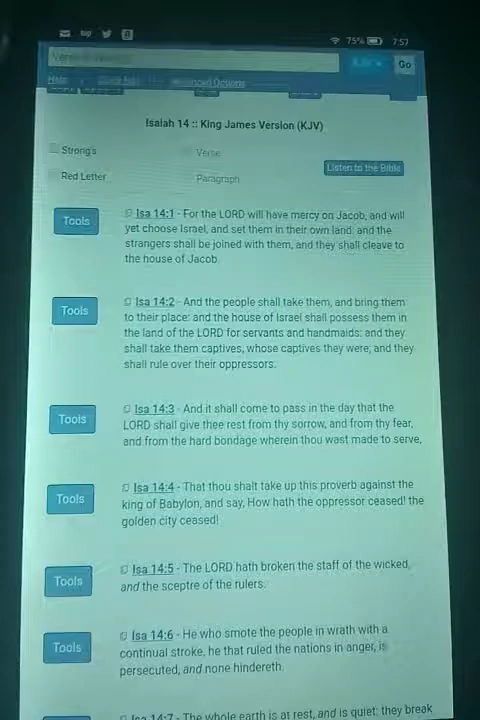 75% 7:57
Go
Advanced Options
Isaiah 14 :: King James Version (KJV)
Strong's
Verse
Listen to the Bible
Red Letter
Paragraph
Tools
Isa 14:1 - For the LORD will have mercy on Jacob, and will
yet choose Israel, and set them in their own land: and the
strangers shall be joined with them, and they shall cleave to
the house of Jacob.
Tools
Isa 14:2 - And the people shall take them, and bring them
to their place: and the house of Israel shall possess them in
the land of the LORD for servants and handmaids: and they
shall take them captives, whose captives they were; and they
shall rule over their oppressors.
Tools
Isa 14:3 - And it shall come to pass in the day that the
LORD shall give thee rest from thy sorrow, and from thy fear,
and from the hard bondage wherein thou wast made to serve,
Tools
Isa 14:4 - That thou shalt take up this proverb against the
king of Babylon, and say, How hath the oppressor ceased! the
golden city ceased!
Tools
Isa 14:5 - The LORD hath broken the staff of the wicked,
and the sceptre of the rulers.
Tools
Isa 14:6 - He who smote the people in wrath with a
continual stroke, he that ruled the nations in anger, is
persecuted, and none hindereth.
Isa 14:7 - The whole earth is at rest, and is quiet: they break